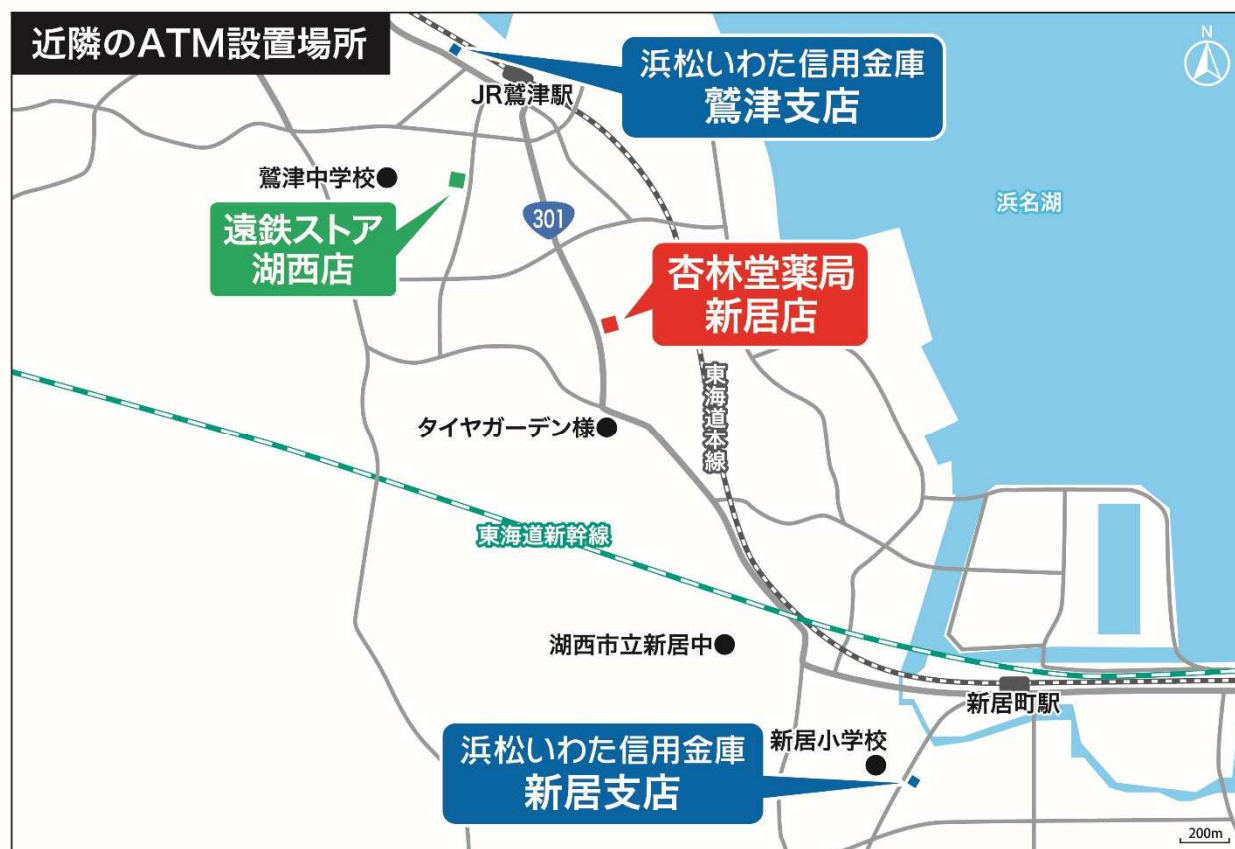 近隣のATM設置場所
N
浜松いわた信用金庫
鷲津支店
JR鷲津駅
鷲津中学校
遠鉄ストア
湖西店
301
浜名湖
杏林堂薬局
新居店
東海道本線
タイヤガーデン様
東海道新幹線
湖西市立新居中
新居町駅
新居小学校
浜松いわた信用金庫
新居支店
200m